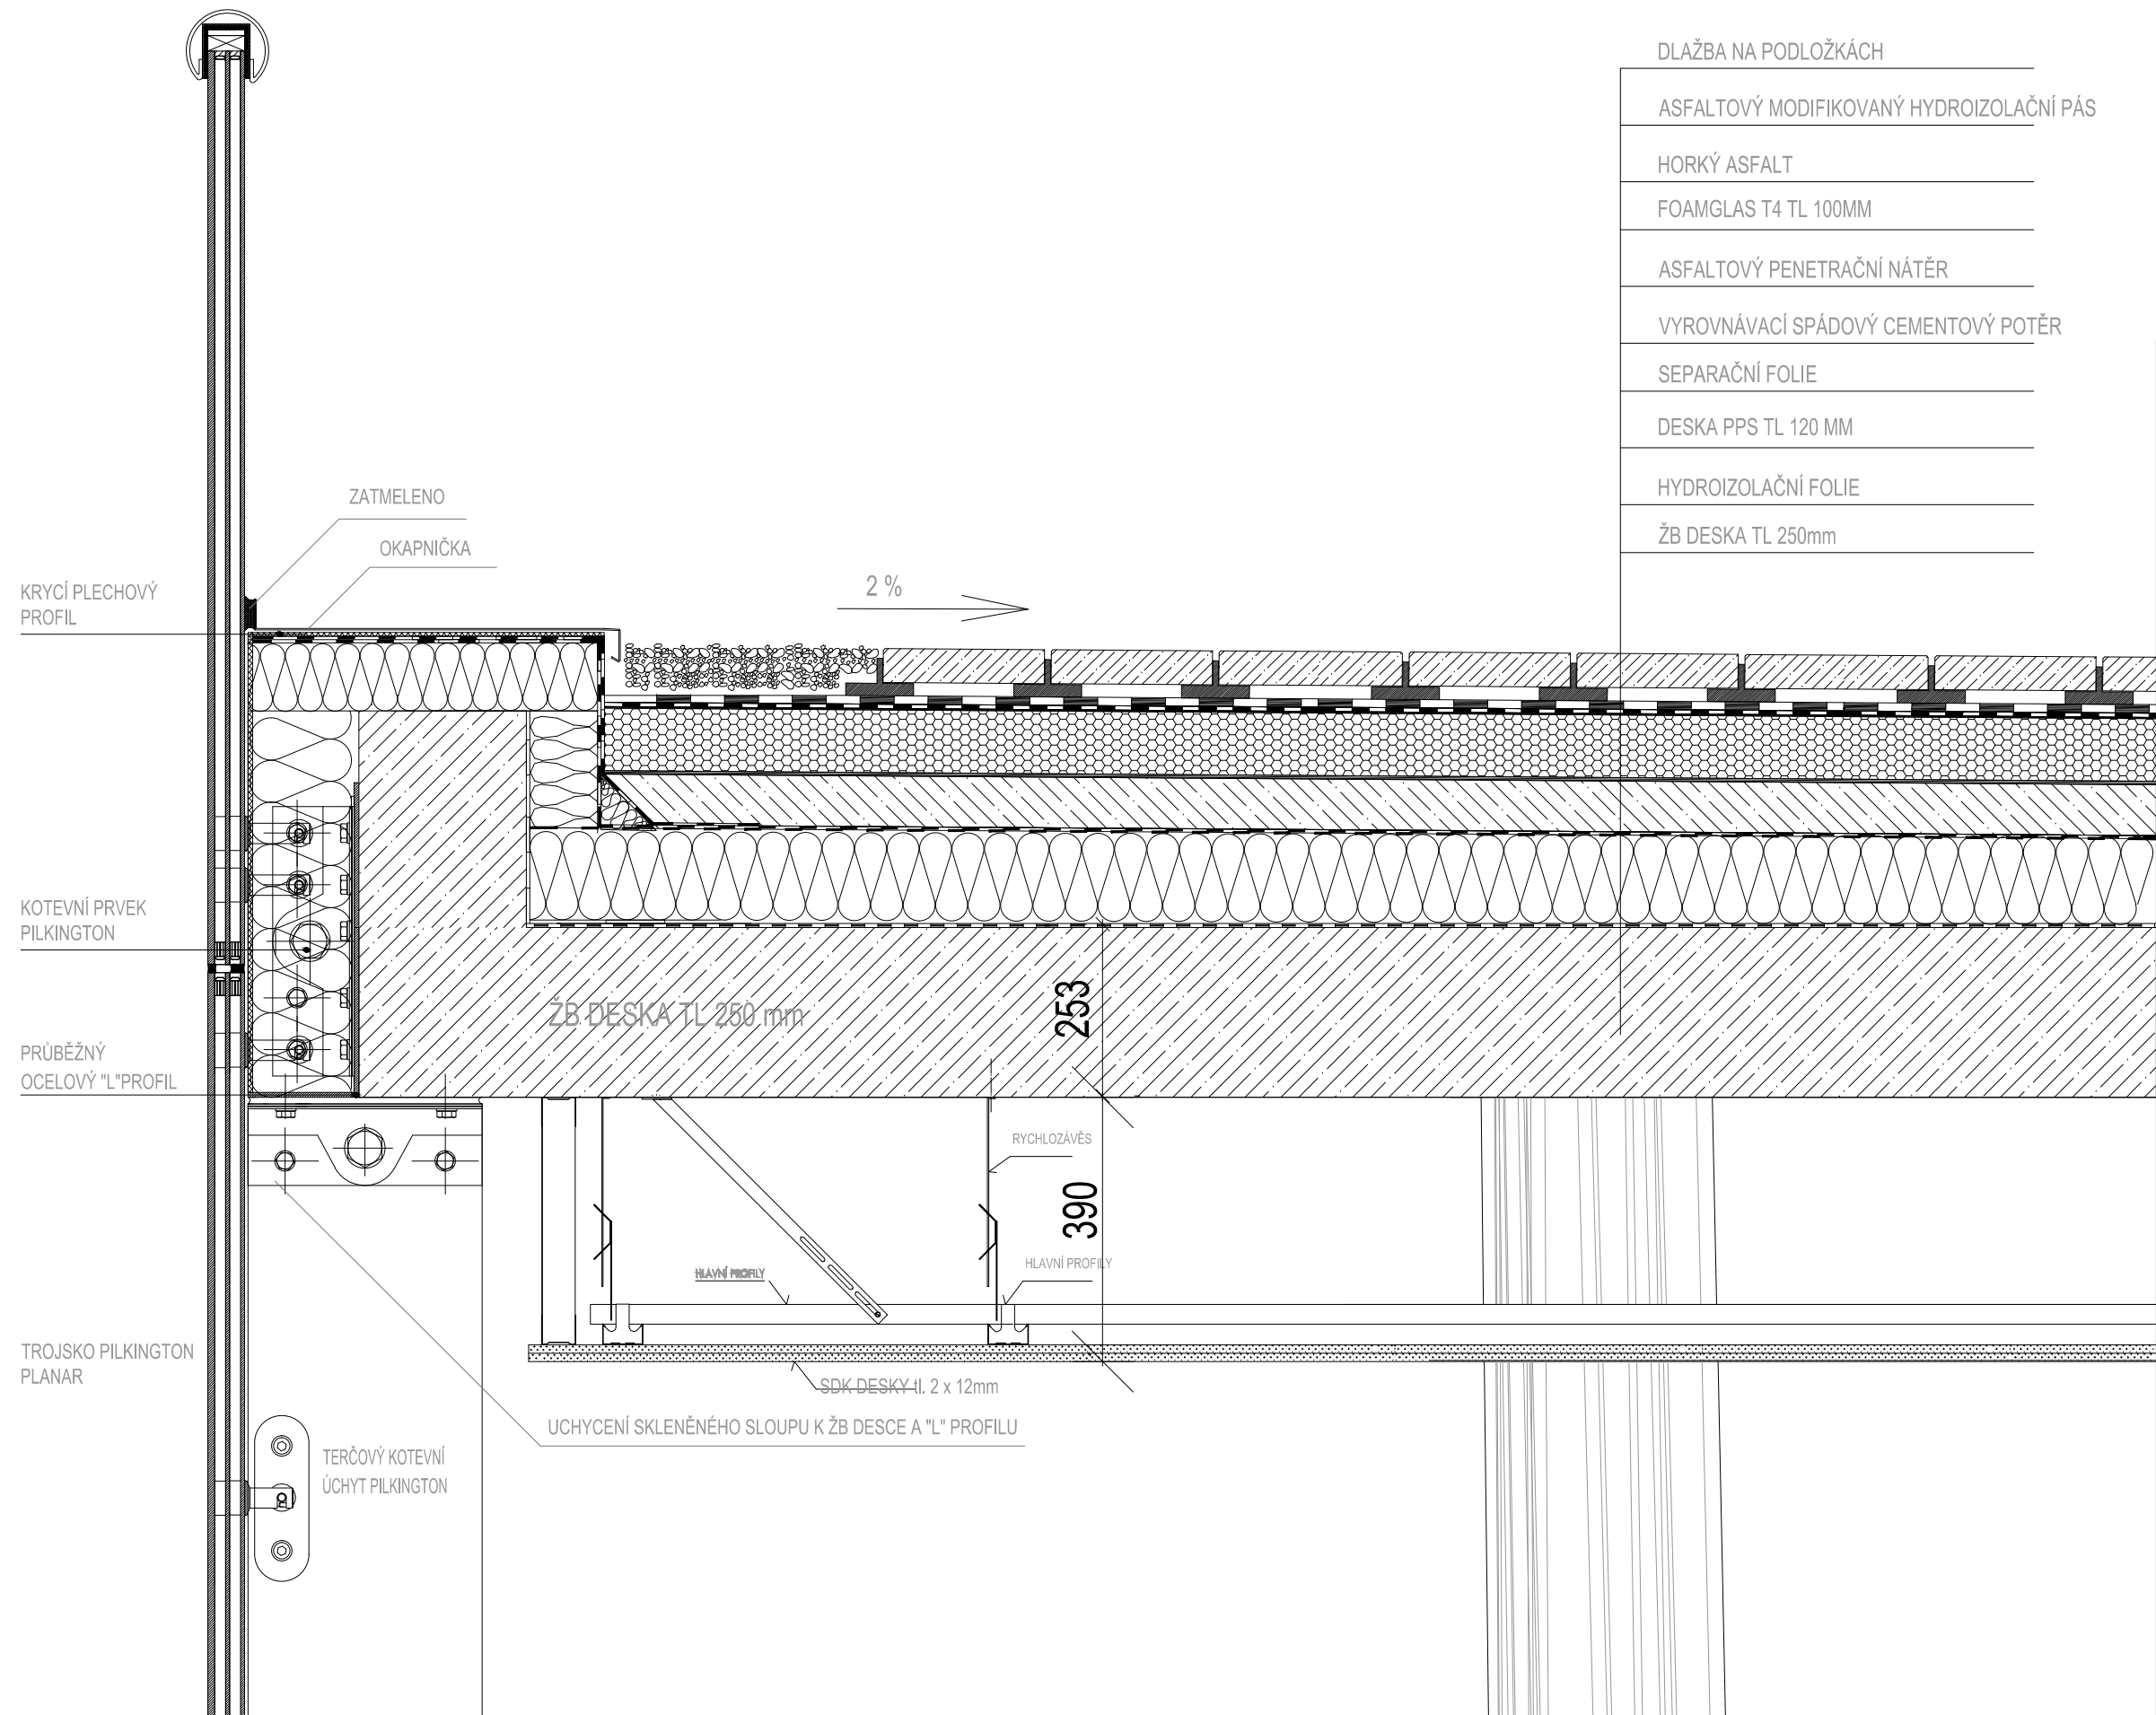 DLAŽBA NA PODLOŽKÁCH
ASFALTOVÝ MODIFIKOVANÝ HYDROIZOLAČNÍ PÁS
HORKÝ ASFALT
FOAMGLAS T4 TL 100MM
ASFALTOVÝ PENETRAČNÍ NÁTĚR
VYROVNÁVACÍ SPÁDOVÝ CEMENTOVÝ POTĚR
SEPARAČNÍ FOLIE
DESKA PPS TL 120 MM
HYDROIZOLAČNÍ FOLIE
ŽB DESKA TL 250mm
ZATMELENO
OKAPNIČKA
KRYCÍ PLECHOVÝ
PROFIL
2 %
KOTEVNÍ PRVEK
PILKINGTON
ŽB DESKA TL 250 mm
253
PRŮBĚŽNÝ
OCELOVÝ "L"PROFIL
RYCHLOZÁVĚS
390
HLAVNÍ PROFILY
HLAVNÍ PROFILY
TROJSKO PILKINGTON
PLANAR
SDK DESKY tl. 2 x 12mm
UCHYCENÍ SKLENĚNÉHO SLOUPU K ŽB DESCE A "L" PROFILU
TERČOVÝ KOTEVNÍ
ÚCHYT PILKINGTON